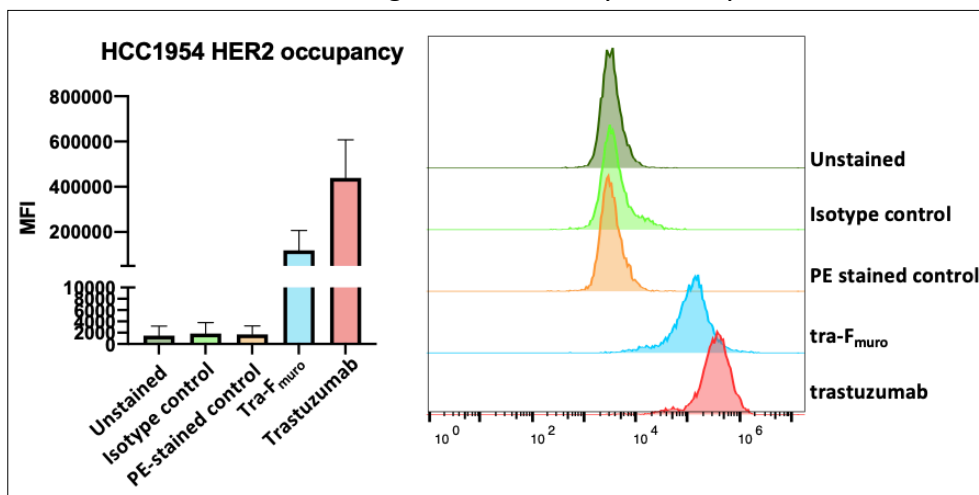 HCC1954 HER2 occupancy
MFI
800000
600000
400000
200000
10000
8000
6000
4000
2000
0
Unstained
Isotype control
PE-stained control
Tra-Fmuro
Trastuzumab
Unstained
Isotype control
PE stained control
tra-Fmuro
trastuzumab
10 0
10 2
10 4
10 6